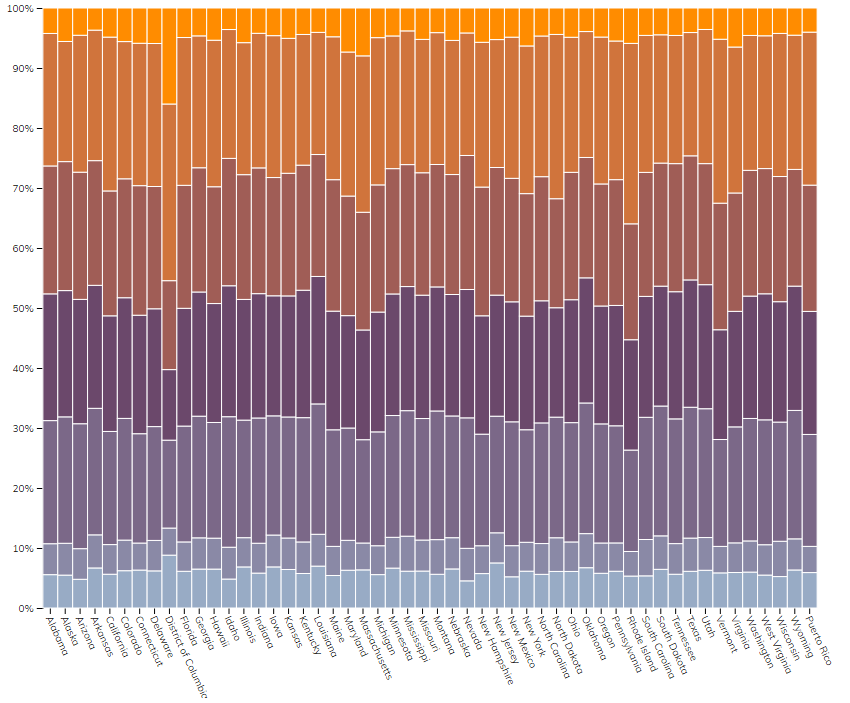 100%
90%
80%
70%
60%
50%
40%
30%
20%
10%
0%
Alabama
Alaska
Arizona
Arkansas
California
Colorado
Connecticut
Delaware
District of Columbia
Florida
Georgia
Hawaii
Idaho
Illinois
Indiana
Iowa
Kansas
Kentucky
Louisiana
Maine
Maryland
Massachusetts
Michigan
Minnesota
Mississippi
Missouri
Montana
Nebraska
Nevada
New Hampshire
New Jersey
New Mexico
New York
North Carolina
North Dakota
Ohio
Oklahoma
Oregon
Pennsylvania
Rhode Island
South Carolina
South Dakota
Tennessee
Texas
Utah
Vermont
Virginia
Washington
West Virginia
Wisconsin
Wyoming
Puerto Rico